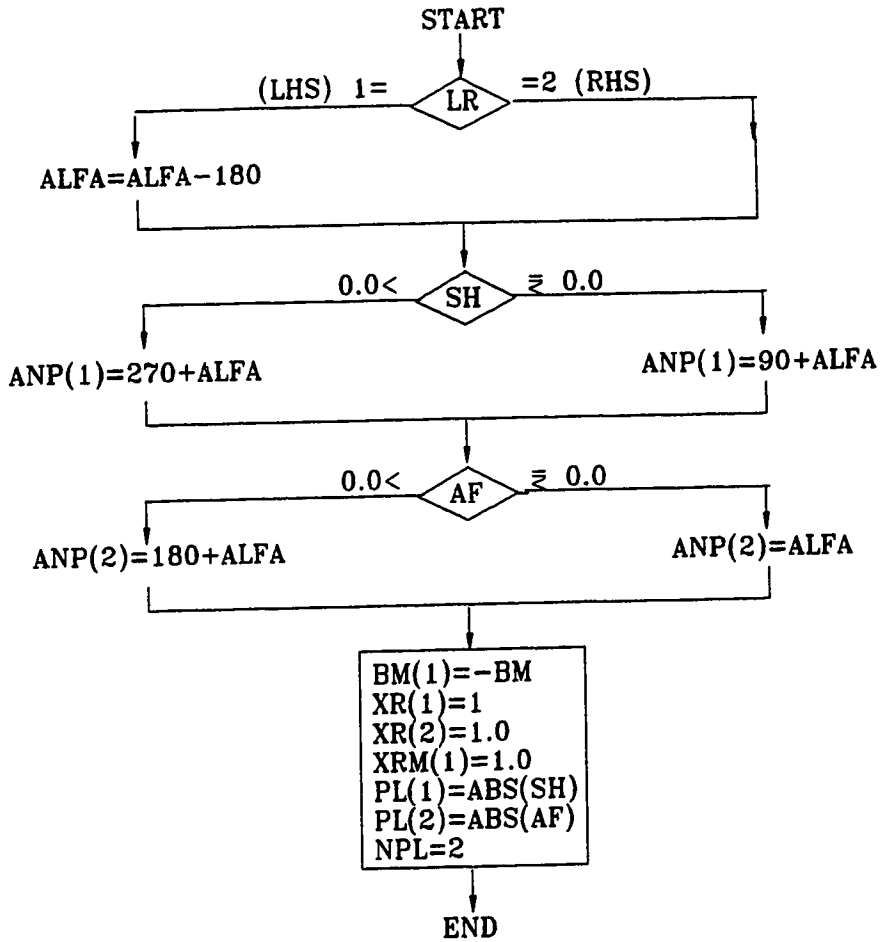 START
(LHS) 1=
LR
=2 (RHS)
ALFA=ALFA-180
0.0<
SH
≧ 0.0
ANP(1)=270+ALFA
ANP(1)=90+ALFA
0.0<
AF
≧ 0.0
ANP(2)=180+ALFA
ANP(2)=ALFA
BM(1)=-BM
XR(1)=1
XR(2)=1.0
XRM(1)=1.0
PL(1)=ABS(SH)
PL(2)=ABS(AF)
NPL=2
END